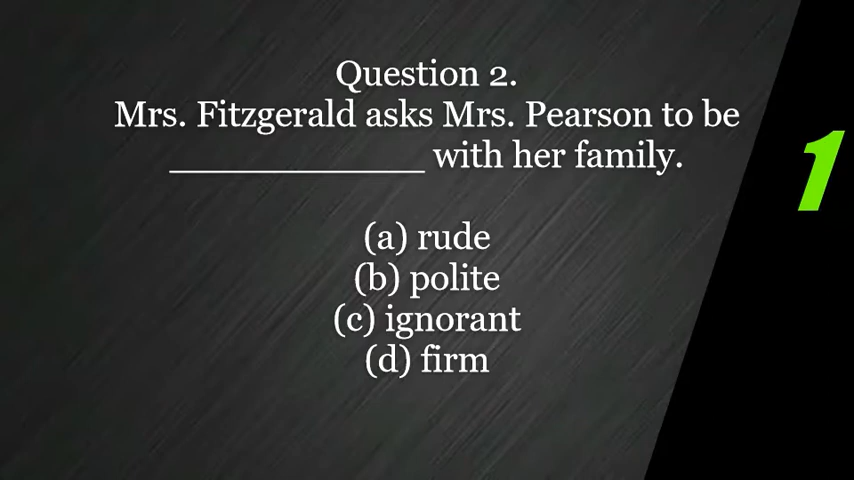 Question 2.
Mrs. Fitzgerald asks Mrs. Pearson to be
____________ with her family.
(a) rude
(b) polite
(c) ignorant
(d) firm
1